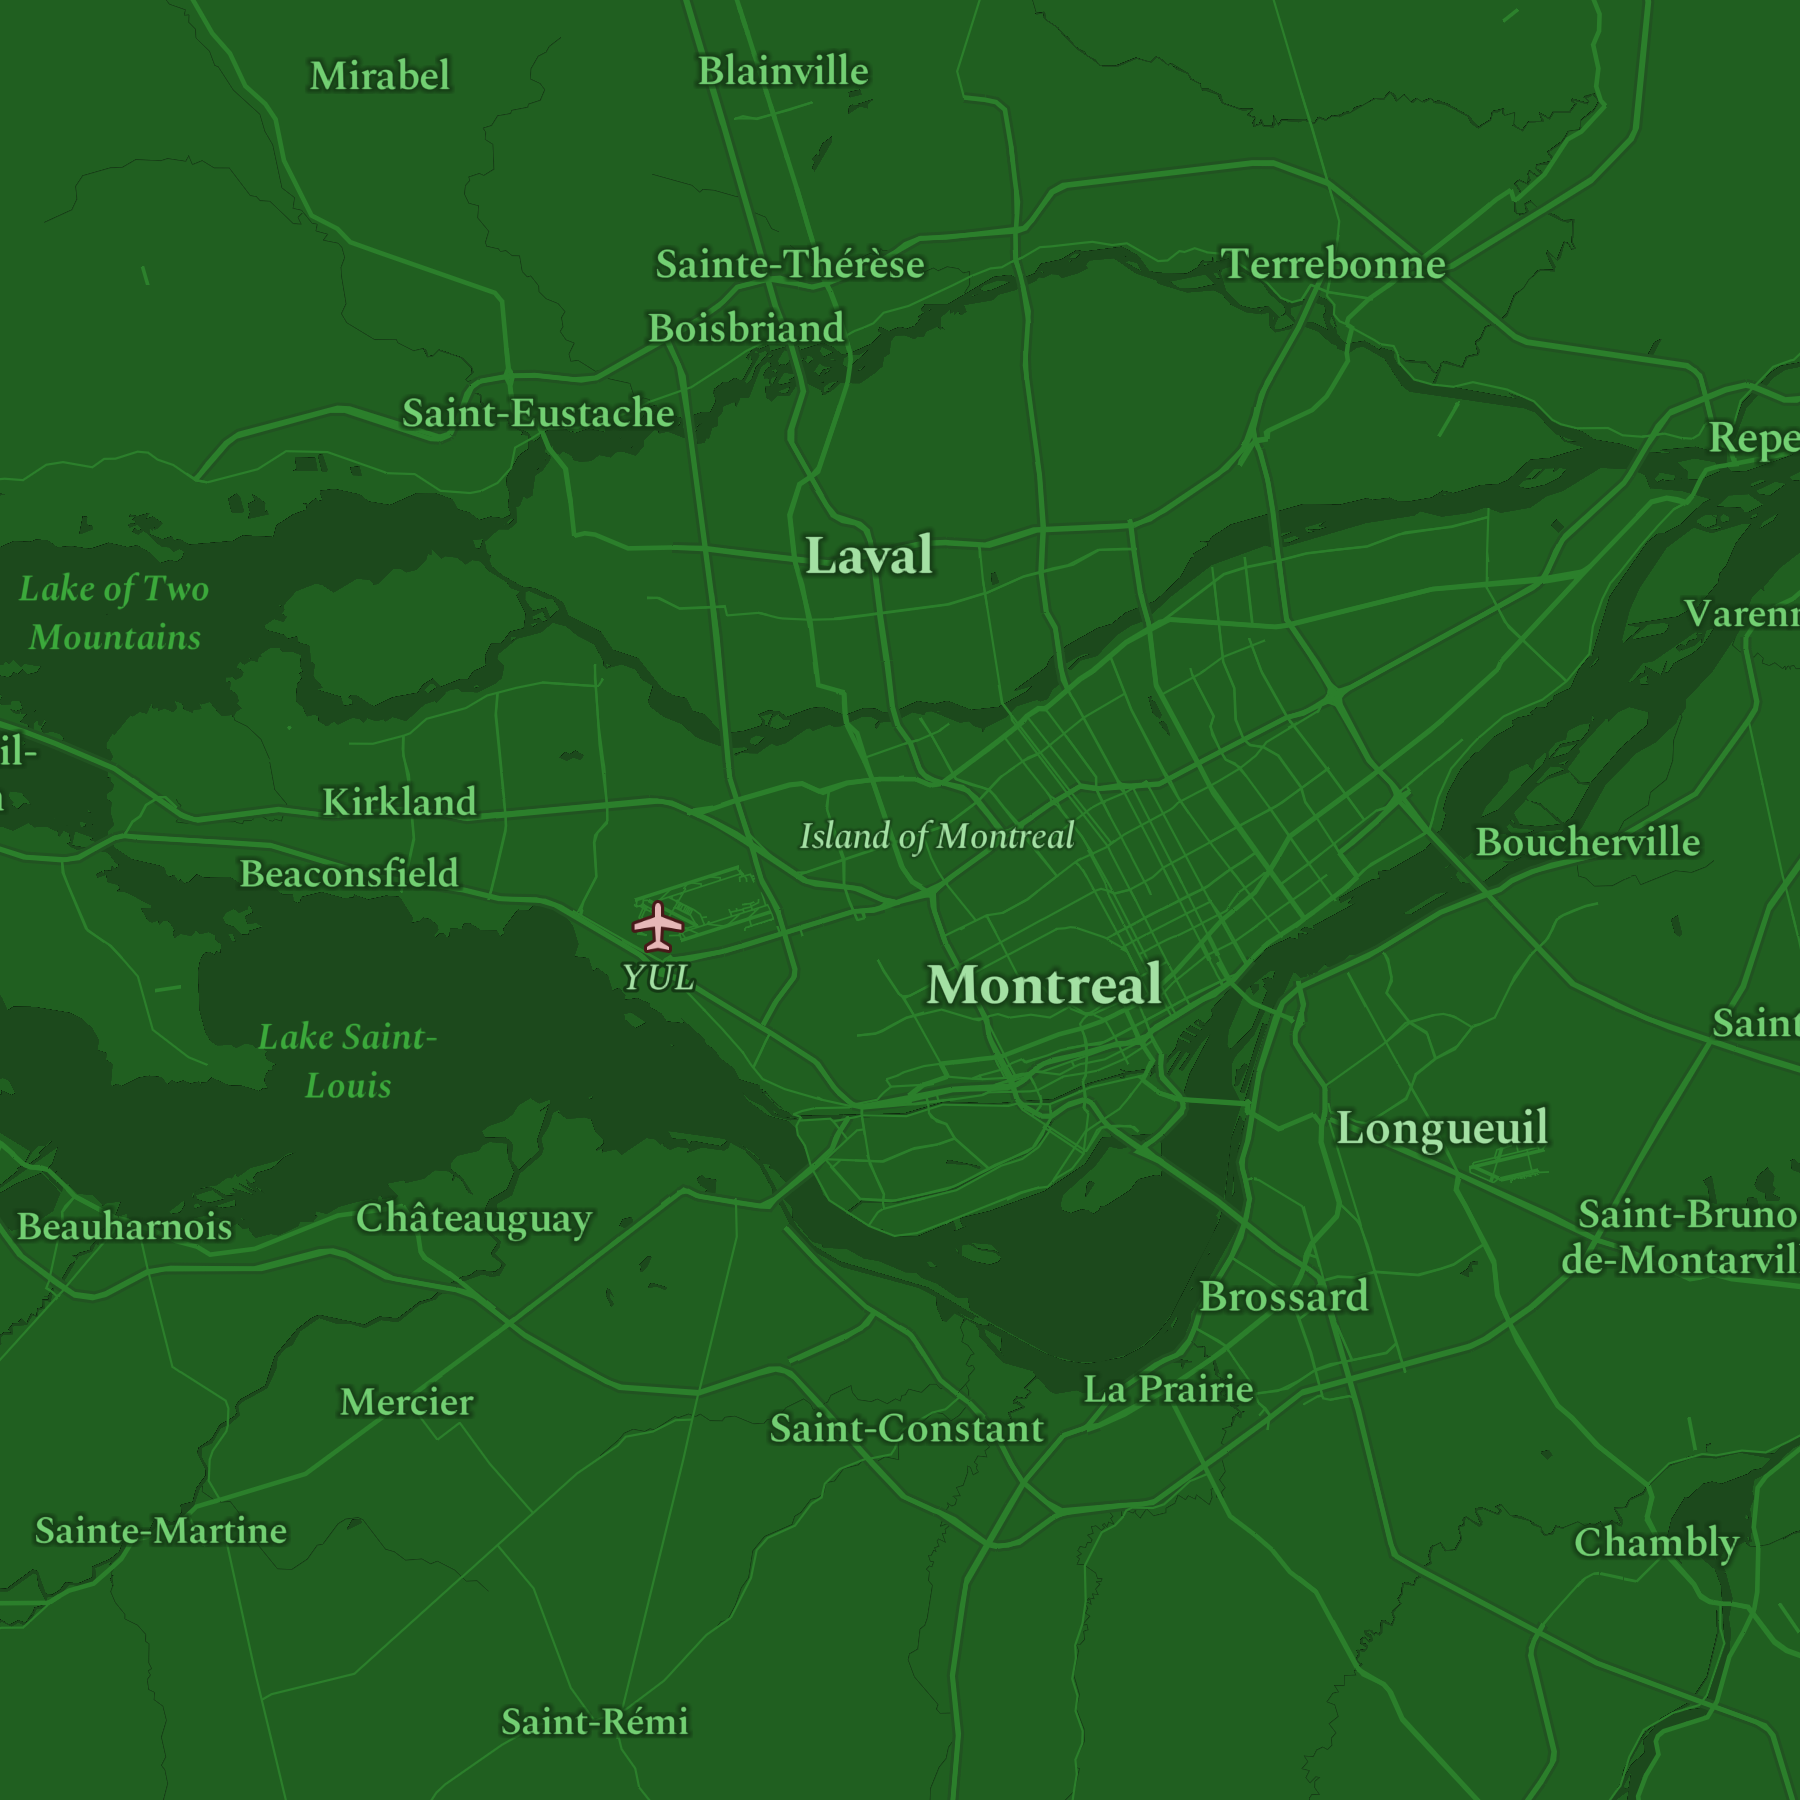 Mirabel
Blainville
Sainte-Thérèse
Terrebonne
Boisbriand
Saint-Eustache
Repe
Laval
Lake of Two
Mountains
Varenn
il-
Kirkland
Island of Montreal
Boucherville
Beaconsfield
YUL
Montreal
Saint
Lake Saint-
Louis
Longueuil
Châteauguay
Beauharnois
Saint-Bruno
de-Montarvil
Brossard
La Prairie
Mercier
Saint-Constant
Sainte-Martine
Chambly
Saint-Rémi